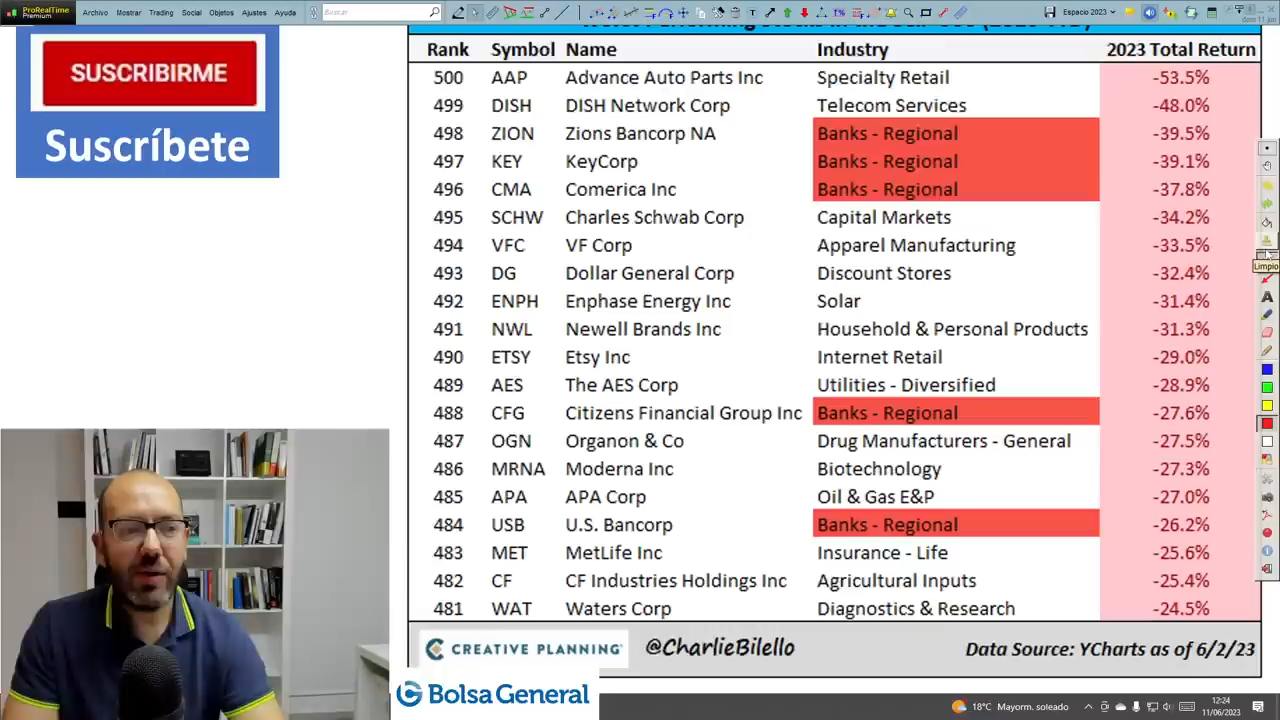 ProRealTime
Premium
Archivo Mostrar Trading Social Objetos Ajustes Ayuda
Buscar
Espacio 2023
SUSCRIBIRME
Suscríbete
Rank Symbol Name Industry 2023 Total Return
500 AAP Advance Auto Parts Inc Specialty Retail -53.5%
499 DISH DISH Network Corp Telecom Services -48.0%
498 ZION Zions Bancorp NA Banks - Regional -39.5%
497 KEY KeyCorp Banks - Regional -39.1%
496 CMA Comerica Inc Banks - Regional -37.8%
495 SCHW Charles Schwab Corp Capital Markets -34.2%
494 VFC VF Corp Apparel Manufacturing -33.5%
493 DG Dollar General Corp Discount Stores -32.4%
492 ENPH Enphase Energy Inc Solar -31.4%
491 NWL Newell Brands Inc Household & Personal Products -31.3%
490 ETSY Etsy Inc Internet Retail -29.0%
489 AES The AES Corp Utilities - Diversified -28.9%
488 CFG Citizens Financial Group Inc Banks - Regional -27.6%
487 OGN Organon & Co Drug Manufacturers - General -27.5%
486 MRNA Moderna Inc Biotechnology -27.3%
485 APA APA Corp Oil & Gas E&P -27.0%
484 USB U.S. Bancorp Banks - Regional -26.2%
483 MET MetLife Inc Insurance - Life -25.6%
482 CF CF Industries Holdings Inc Agricultural Inputs -25.4%
481 WAT Waters Corp Diagnostics & Research -24.5%
Limpio
CREATIVE PLANNING @CharlieBilello Data Source: YCharts as of 6/2/23
Bolsa General
18°C Mayorm. soleado
12:24
11/06/2023